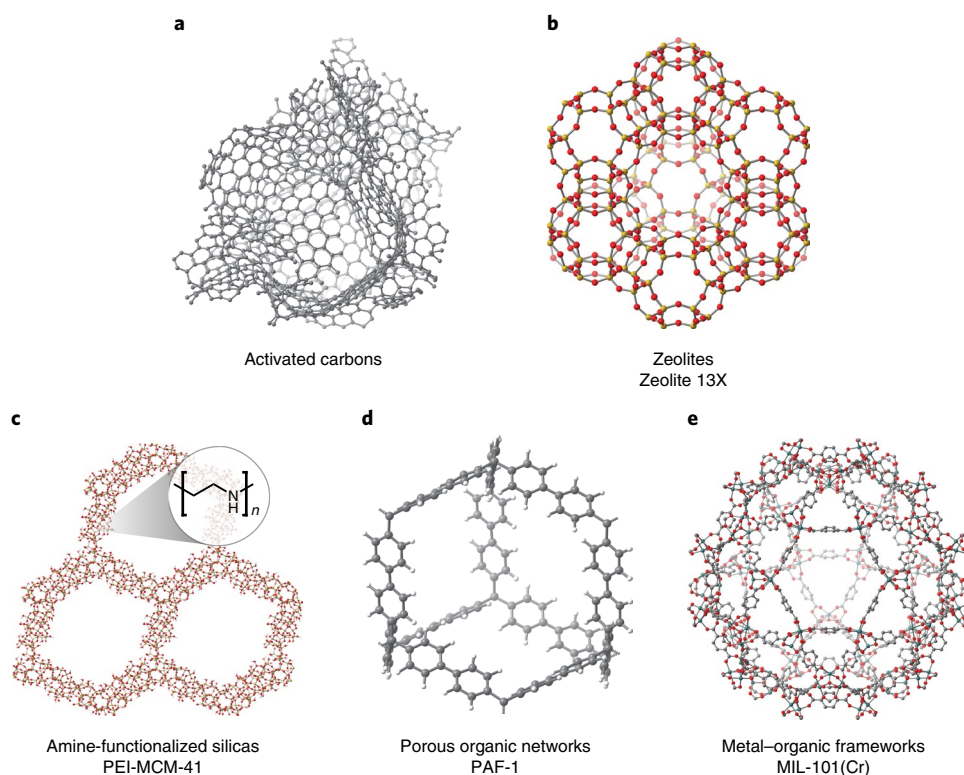 a
b
Activated carbons
Zeolites
Zeolite 13X
c
d
e
N
H
n
Amine-functionalized silicas
PEI-MCM-41
Porous organic networks
PAF-1
Metal–organic frameworks
MIL-101(Cr)